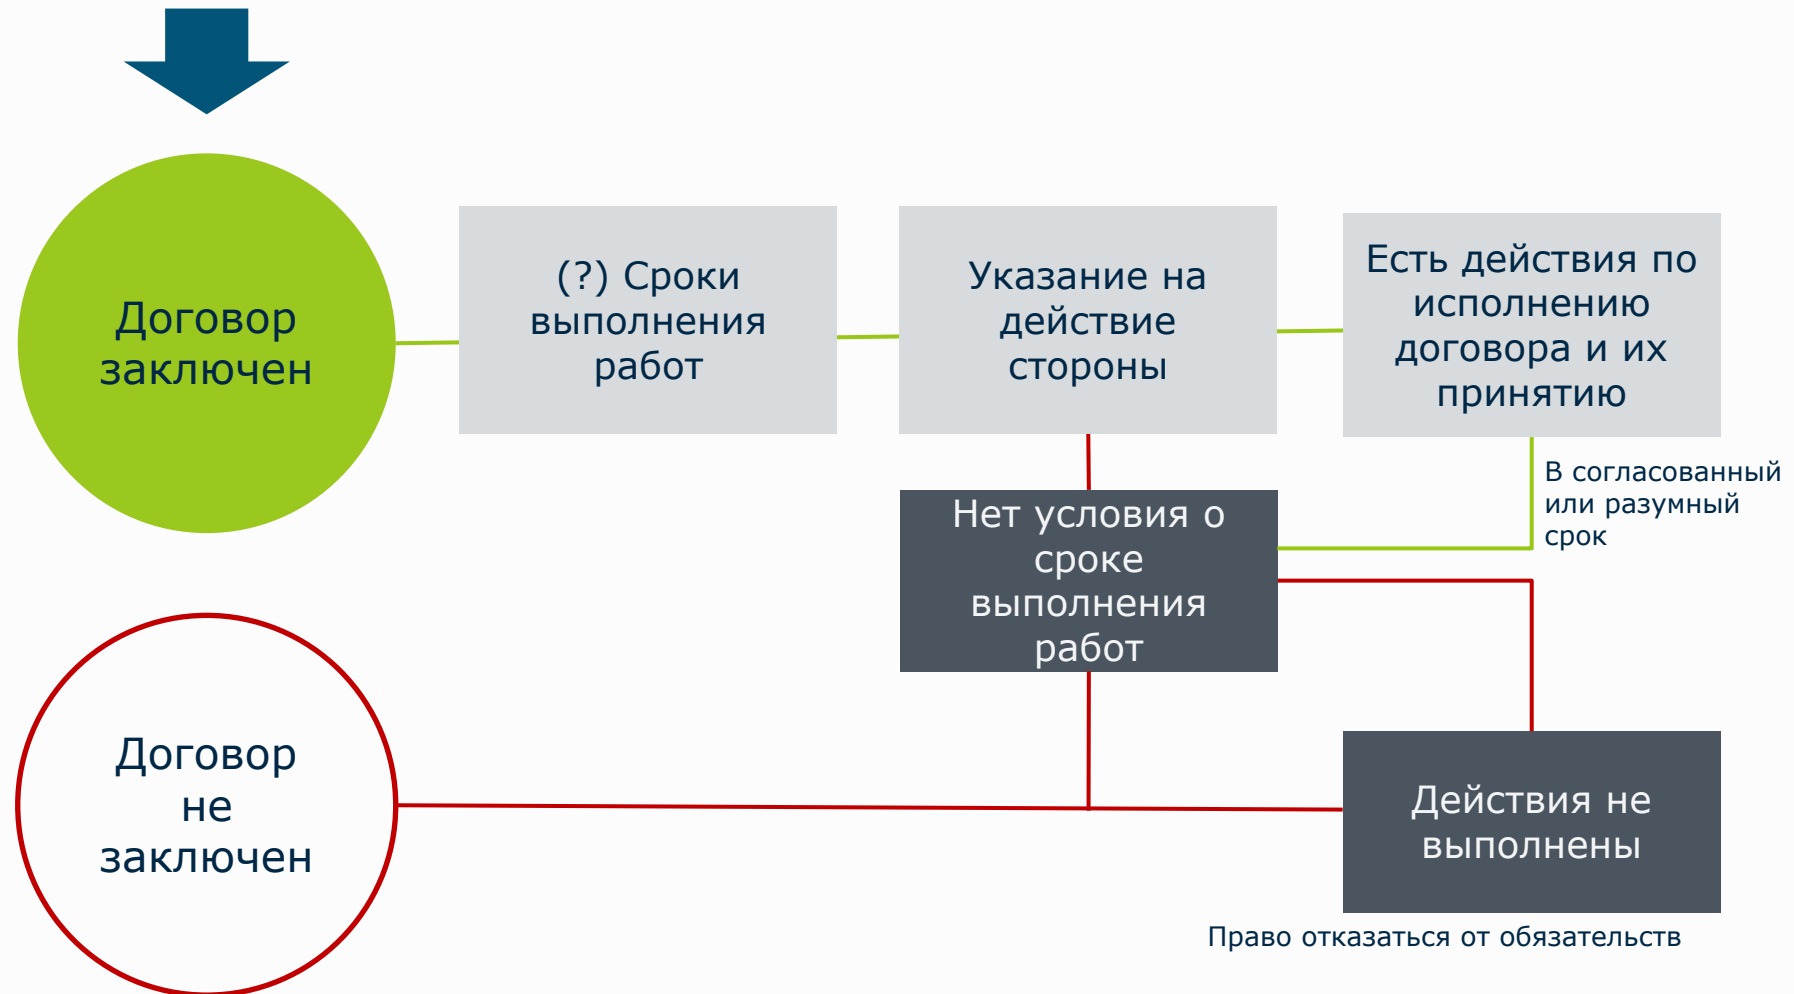 Договор
заключен
(?) Сроки
выполнения
работ
Указание на
действие
стороны
Есть действия по
исполнению
договора и их
принятию
В согласованный
или разумный
срок
Нет условия о
сроке
выполнения
работ
Договор
не
заключен
Действия не
выполнены
Право отказаться от обязательств